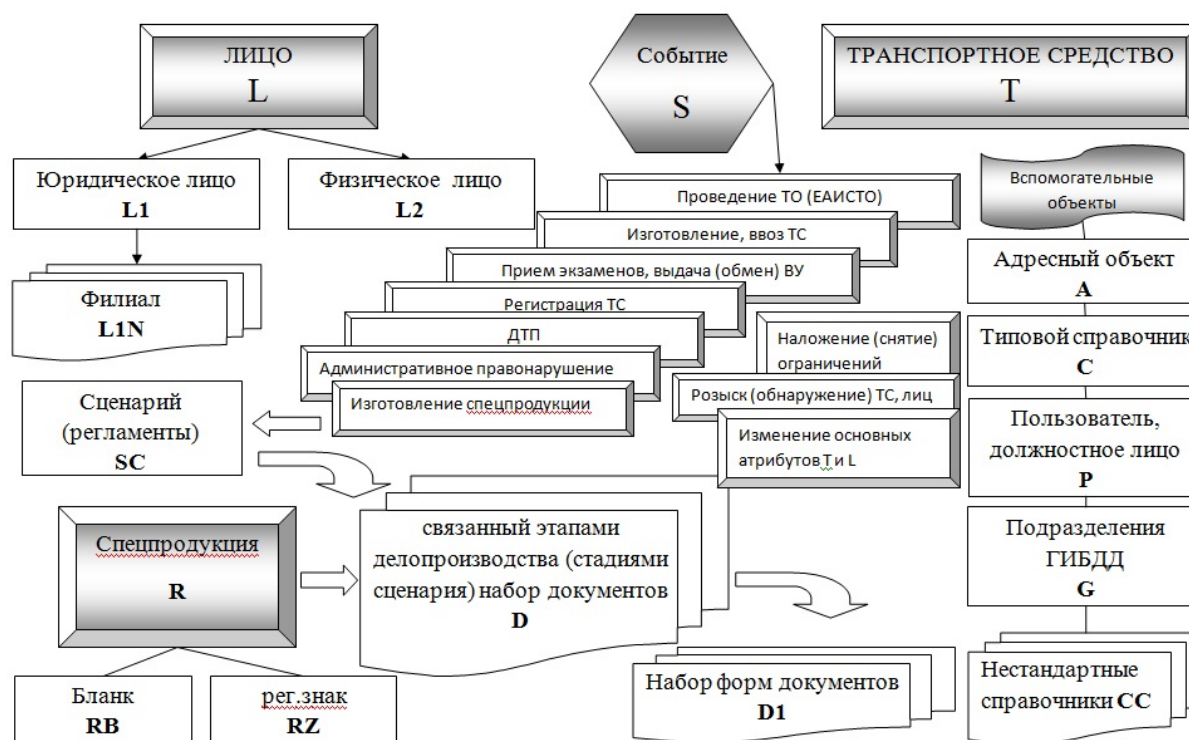 ЛИЦО
L
Событие
S
ТРАНСПОРТНОЕ СРЕДСТВО
T
Юридическое лицо
L1
Физическое лицо
L2
Филиал
L1N
Проведение ТО (ЕАИСТО)
Изготовление, ввоз ТС
Прием экзаменов, выдача (обмен) ВУ
Регистрация ТС
ДТП
Административное правонарушение
Изготовление спецпродукции
Наложение (снятие)
ограничений
Розыск (обнаружение) ТС, лиц
Изменение основных
атрибутов T и L
Вспомогательные
объекты
Адресный объект
A
Типовой справочник
C
Пользователь,
должностное лицо
P
Подразделения
ГИБДД
G
Нестандартные
справочники CC
Сценарий
(регламенты)
SC
Спецпродукция
R
Бланк
RB
рег.знак
RZ
связанный этапами
делопроизводства (стадиями
сценария) набор документов
D
Набор форм документов
D1